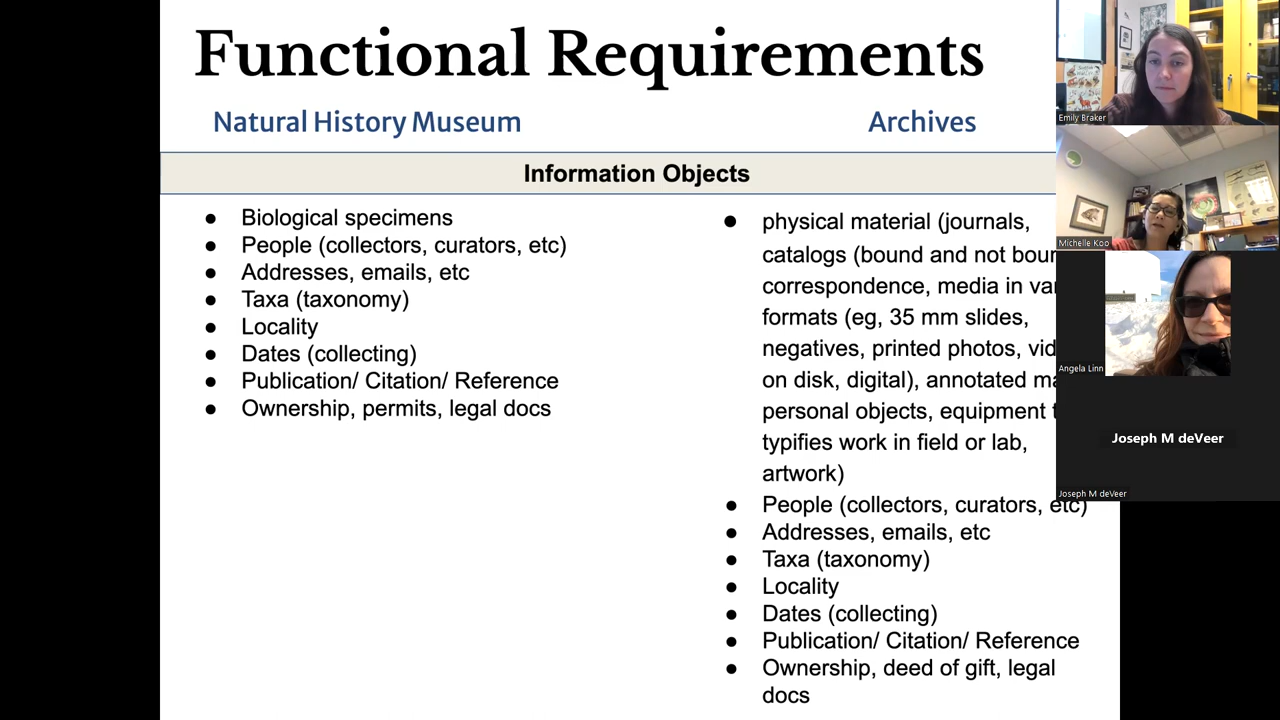 Functional Requirements
Natural History Museum
Archives
Information Objects
● Biological specimens
● People (collectors, curators, etc)
● Addresses, emails, etc
● Taxa (taxonomy)
● Locality
● Dates (collecting)
● Publication/ Citation/ Reference
● Ownership, permits, legal docs
● physical material (journals,
catalogs (bound and not
correspondence, media in
formats (eg, 35 mm slides,
negatives, printed photos,
on disk, digital), annotated
personal objects, equipment
typifies work in field or lab,
artwork)
● People (collectors, curators, etc)
● Addresses, emails, etc
● Taxa (taxonomy)
● Locality
● Dates (collecting)
● Publication/ Citation/ Reference
● Ownership, deed of gift, legal
docs
Emily Braker
Michelle Koo
Angela Linn
Joseph M deVeer
Joseph M deVeer